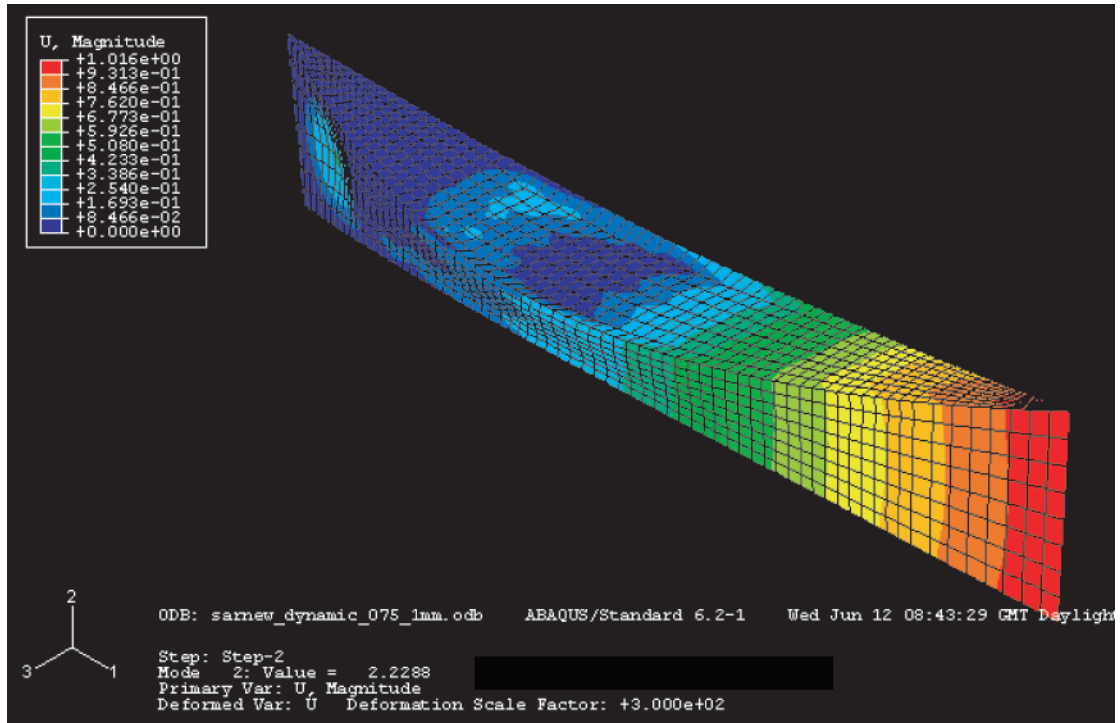 U, Magnitude
+1.016e+00
+9.313e-01
+8.466e-01
+7.620e-01
+6.773e-01
+5.926e-01
+5.080e-01
+4.233e-01
+3.386e-01
+2.540e-01
+1.693e-01
+8.466e-02
+0.000e+00
2
3 1
ODB: sarnew_dynamic_075_1mm.odb ABAQUS/Standard 6.2-1 Wed Jun 12 08:43:29 GMT Dayligh
Step: Step-2
Mode 2: Value = 2.2288
Primary Var: U, Magnitude
Deformed Var: U Deformation Scale Factor: +3.000e+02